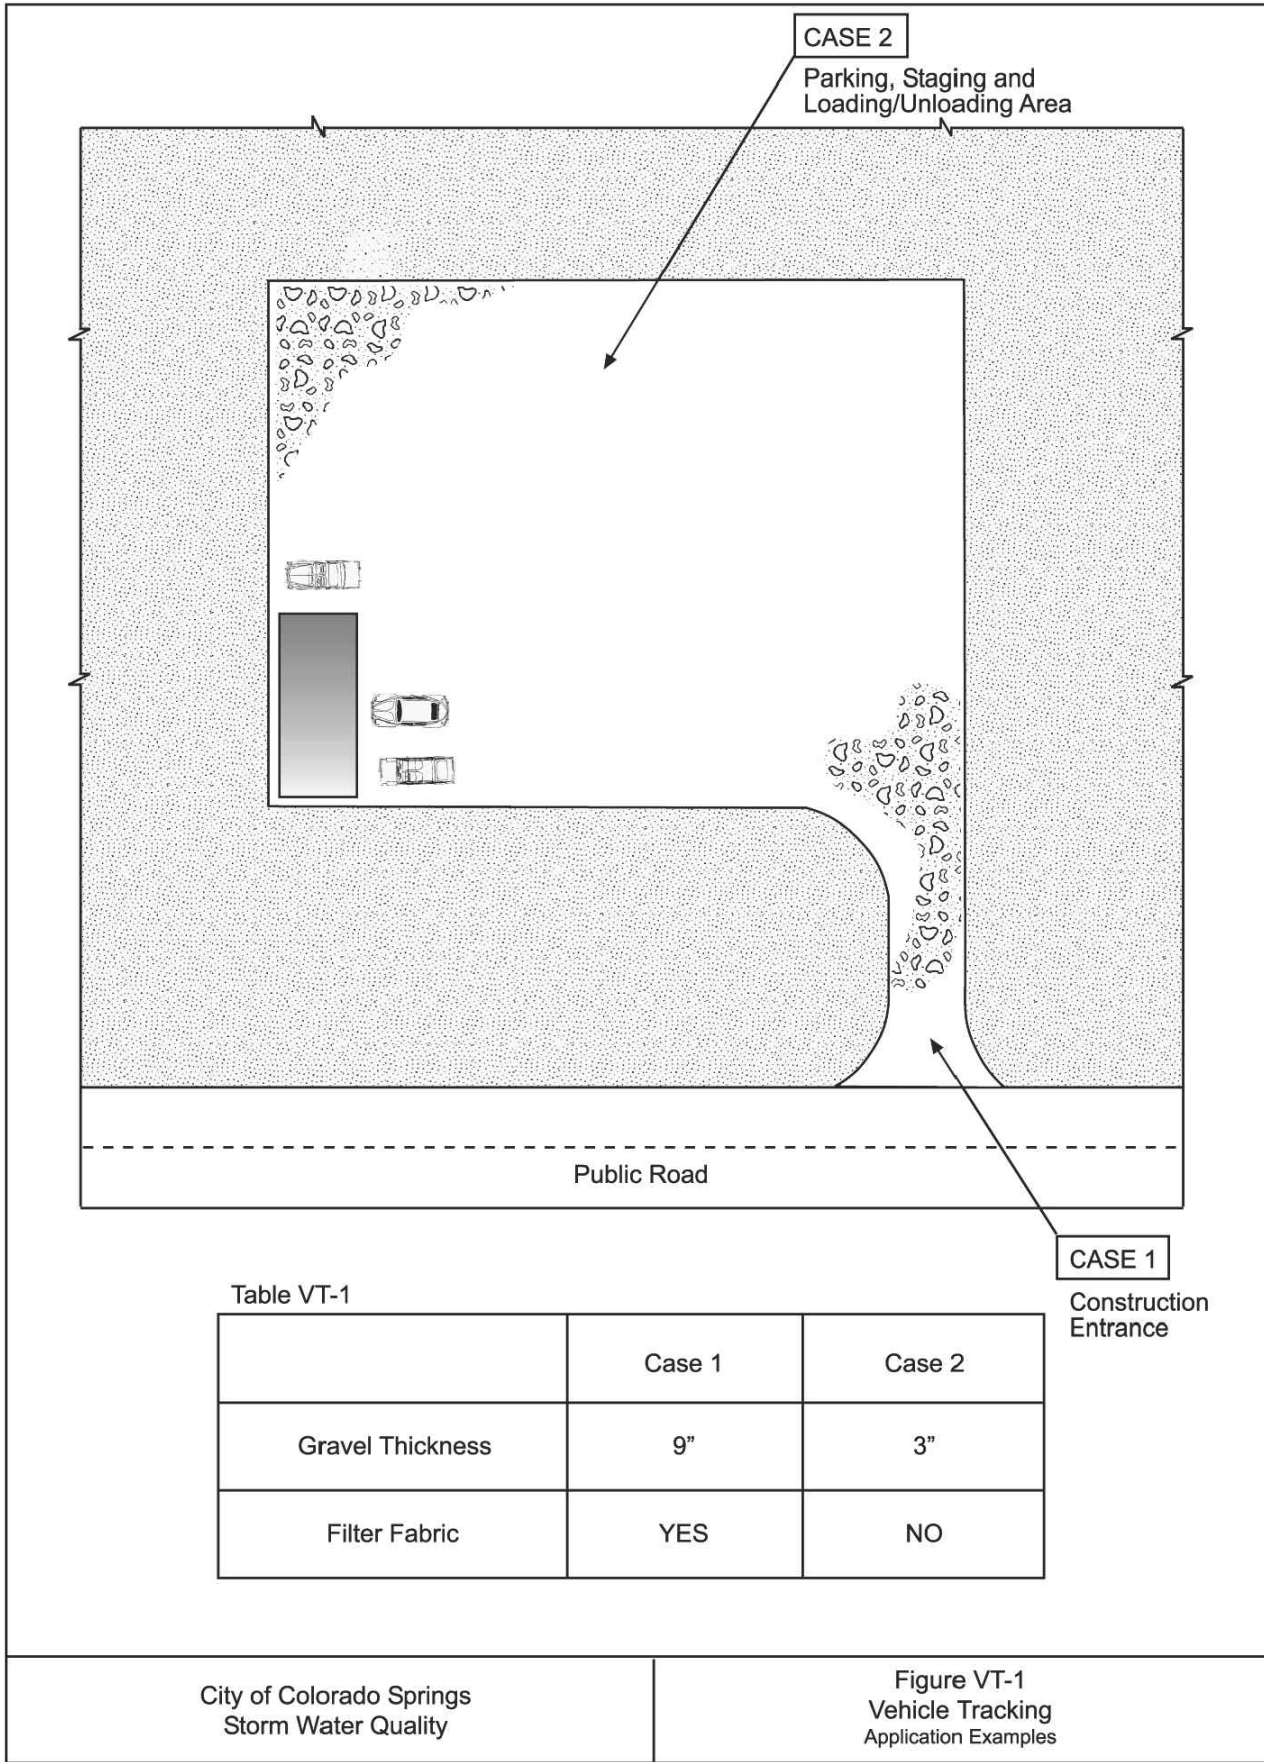 CASE 2
Parking, Staging and
Loading/Unloading Area
Public Road
CASE 1
Construction
Entrance
Table VT-1
Case 1 Case 2
Gravel Thickness 9” 3”
Filter Fabric YES NO
City of Colorado Springs
Storm Water Quality
Figure VT-1
Vehicle Tracking
Application Examples